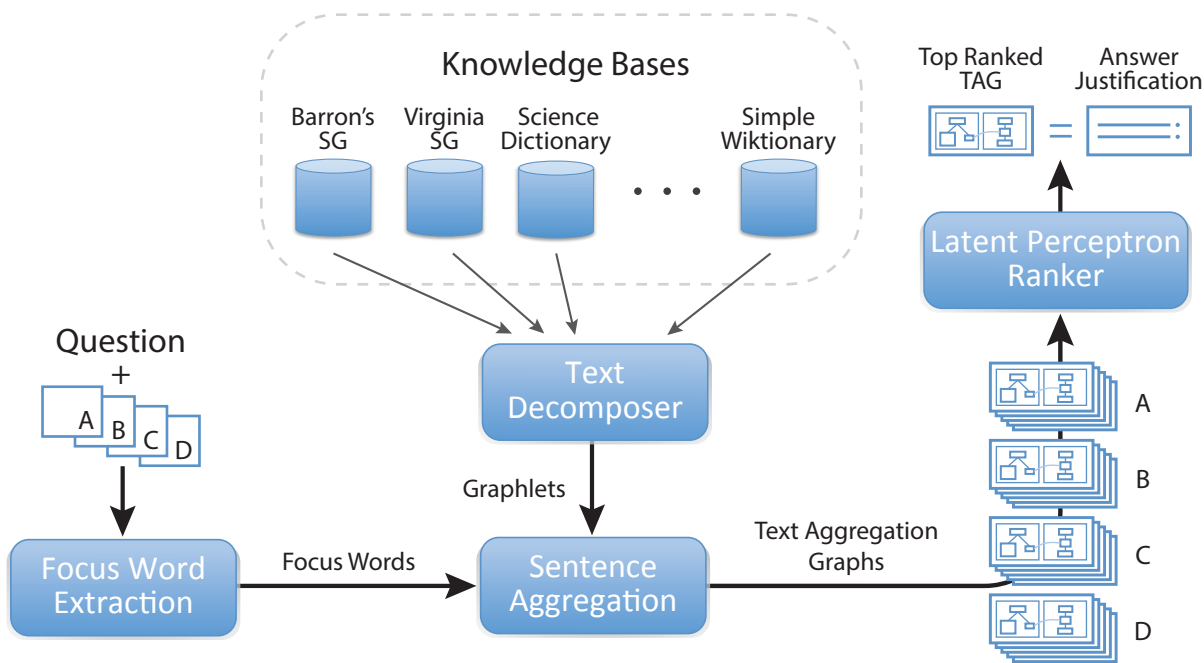 Knowledge Bases
Barron's
SG
Virginia
SG
Science
Dictionary
• • •
Simple
Wiktionary
Top Ranked
TAG
=
Answer
Justification
Latent Perceptron
Ranker
Question
+
A
B
C
D
Text
Decomposer
Graphlets
Focus Word
Extraction
Focus Words
Sentence
Aggregation
Text Aggregation
Graphs
A
B
C
D